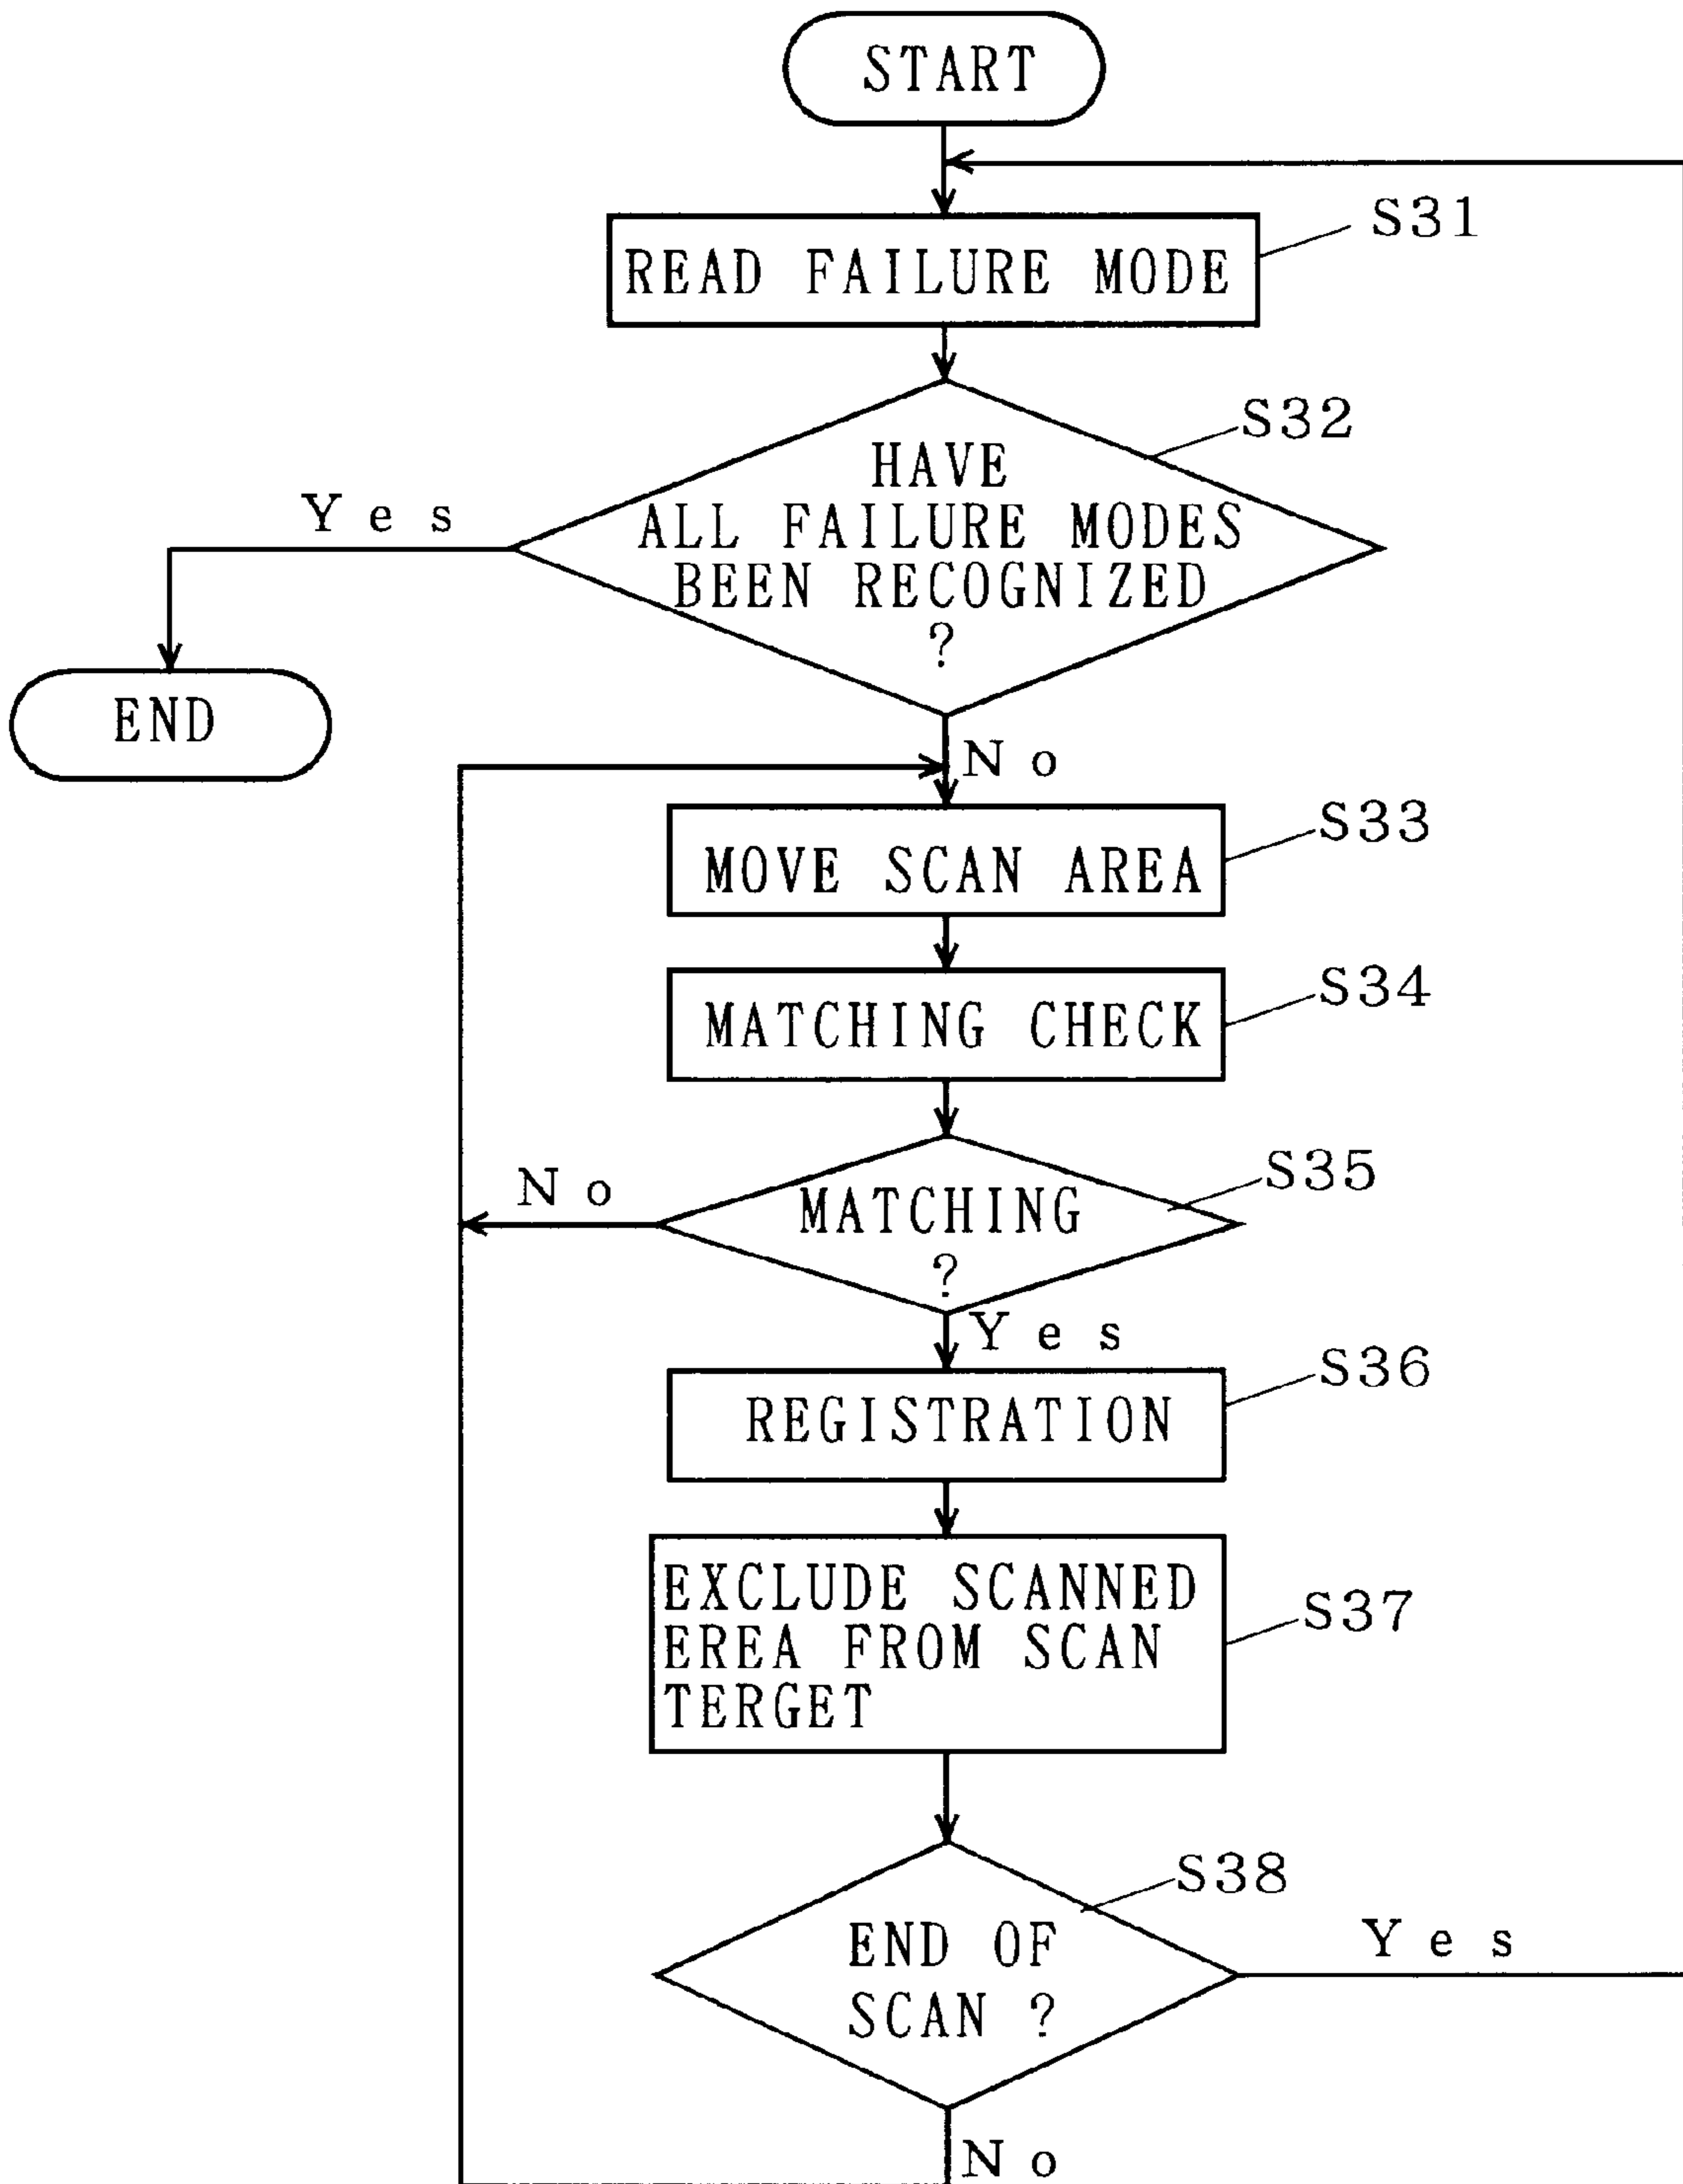 START
S31
READ FAILURE MODE
S32
HAVE
ALL FAILURE MODES
BEEN RECOGNIZED
?
Yes
END
No
S33
MOVE SCAN AREA
S34
MATCHING CHECK
S35
No
MATCHING
?
Yes
S36
REGISTRATION
EXCLUDE SCANNED
S37
EREA FROM SCAN
TERGET
S38
END OF
Yes
SCAN ?
No